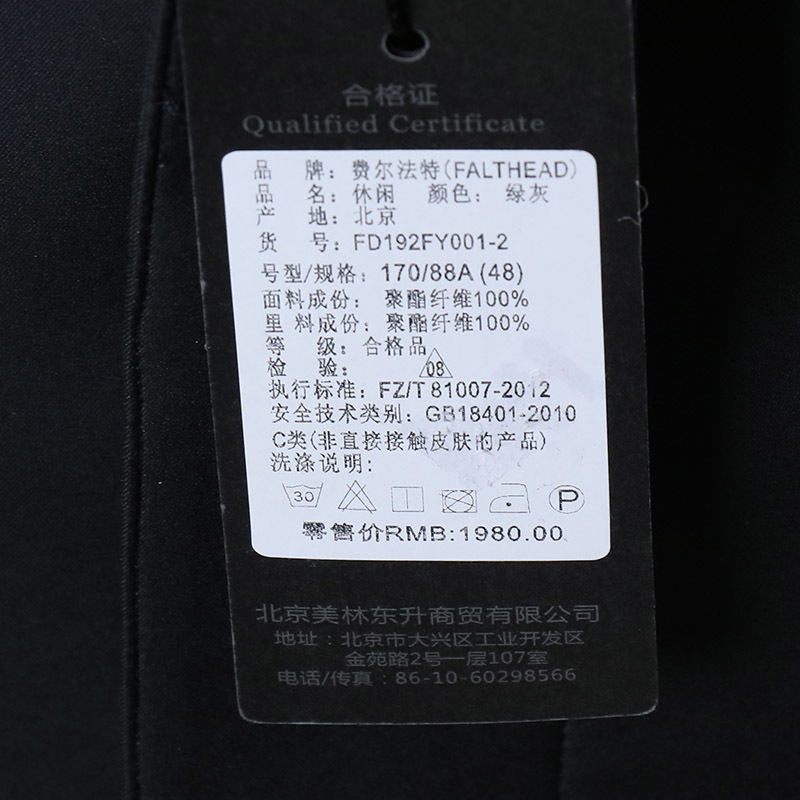 合格证
Qualified Certificate
品 牌：费尔法特(FALTHEAD)
品 名：休闲 颜色：绿灰
产 地：北京
货 号：FD192FY001-2
号型/规格：170/88A(48)
面料成份：聚酯纤维100%
里料成份：聚酯纤维100%
等 级：合格品
检 验：08
执行标准：FZ/T 81007-2012
安全技术类别：GB18401-2010
C类(非直接接触皮肤的产品)
洗涤说明：
30 P
零售价RMB:1980.00
北京美林东升商贸有限公司
地址：北京市大兴区工业开发区
金苑路2号一层107室
电话/传真：86-10-60298566